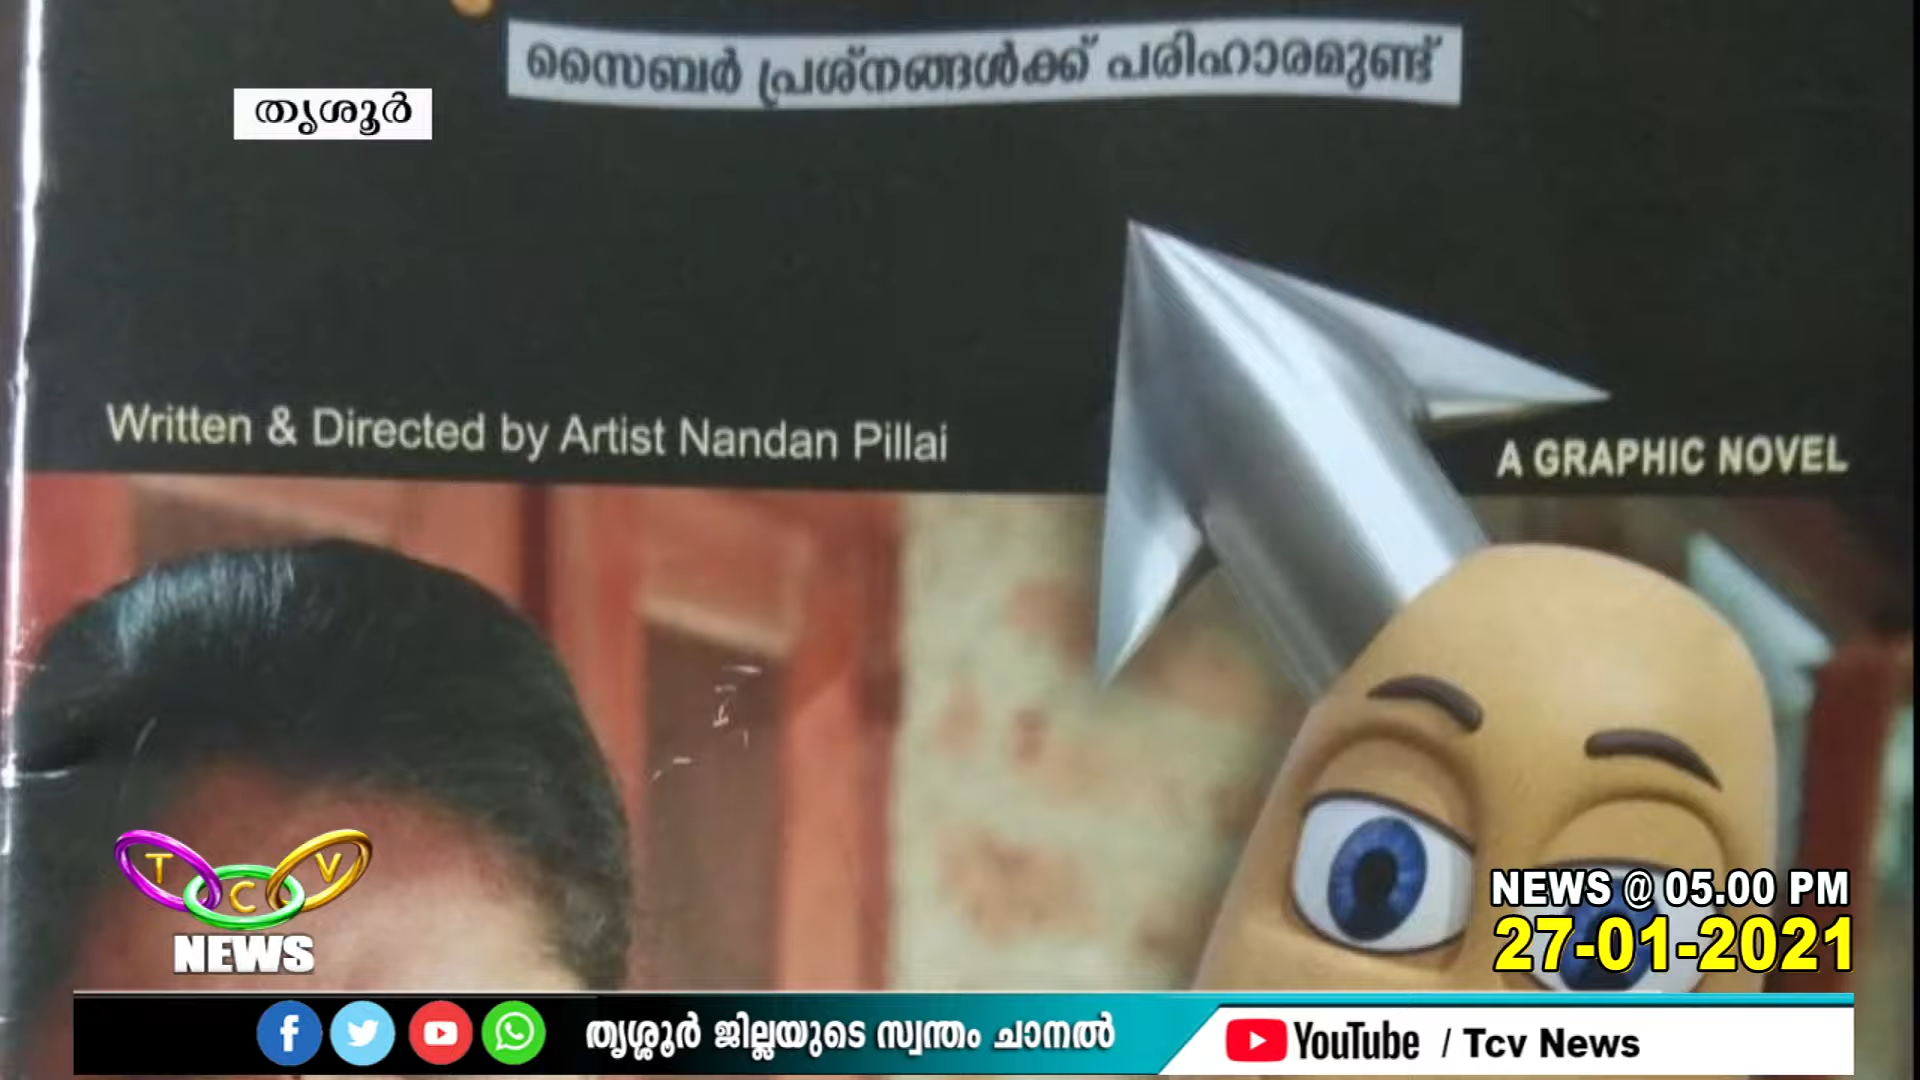 സൈബർ പ്രശ്നങ്ങൾക്ക് പരിഹാരമുണ്ട്
തൃശൂർ
Written & Directed by Artist Nandan Pillai
A GRAPHIC NOVEL
T C V
NEWS
NEWS @ 05.00 PM
27-01-2021
തൃശ്ശൂർ ജില്ലയുടെ സ്വന്തം ചാനൽ
YouTube / Tcv News